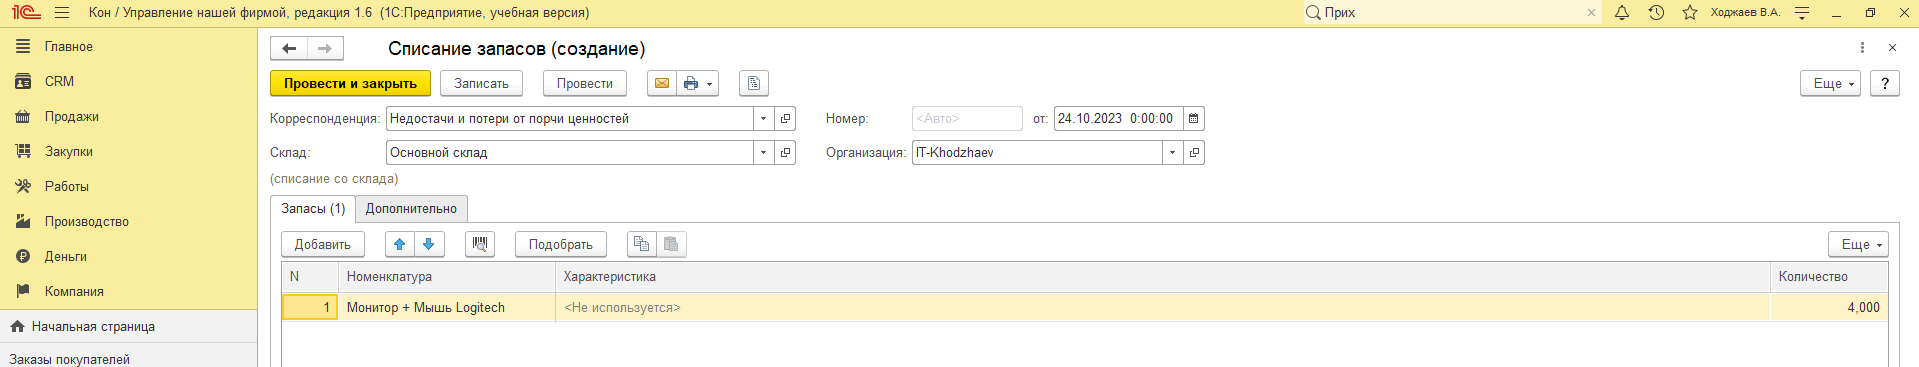 1С Кон / Управление нашей фирмой, редакция 1.6 (1С:Предприятие, учебная версия) Прих × Ходжаев В.А.
Главное
CRM
Продажи
Закупки
Работы
Производство
Деньги
Компания
Начальная страница
Заказы покупателей
Списание запасов (создание)
Провести и закрыть Записать Провести Еще ?
Корреспонденция: Недостачи и потери от порчи ценностей Номер: <Авто> от: 24.10.2023 0:00:00
Склад: Основной склад Организация: IT-Khodzhaev
(списание со склада)
Запасы (1) Дополнительно
Добавить Подобрать Еще
N Номенклатура Характеристика Количество
1 Монитор + Мышь Logitech <Не используется> 4,000